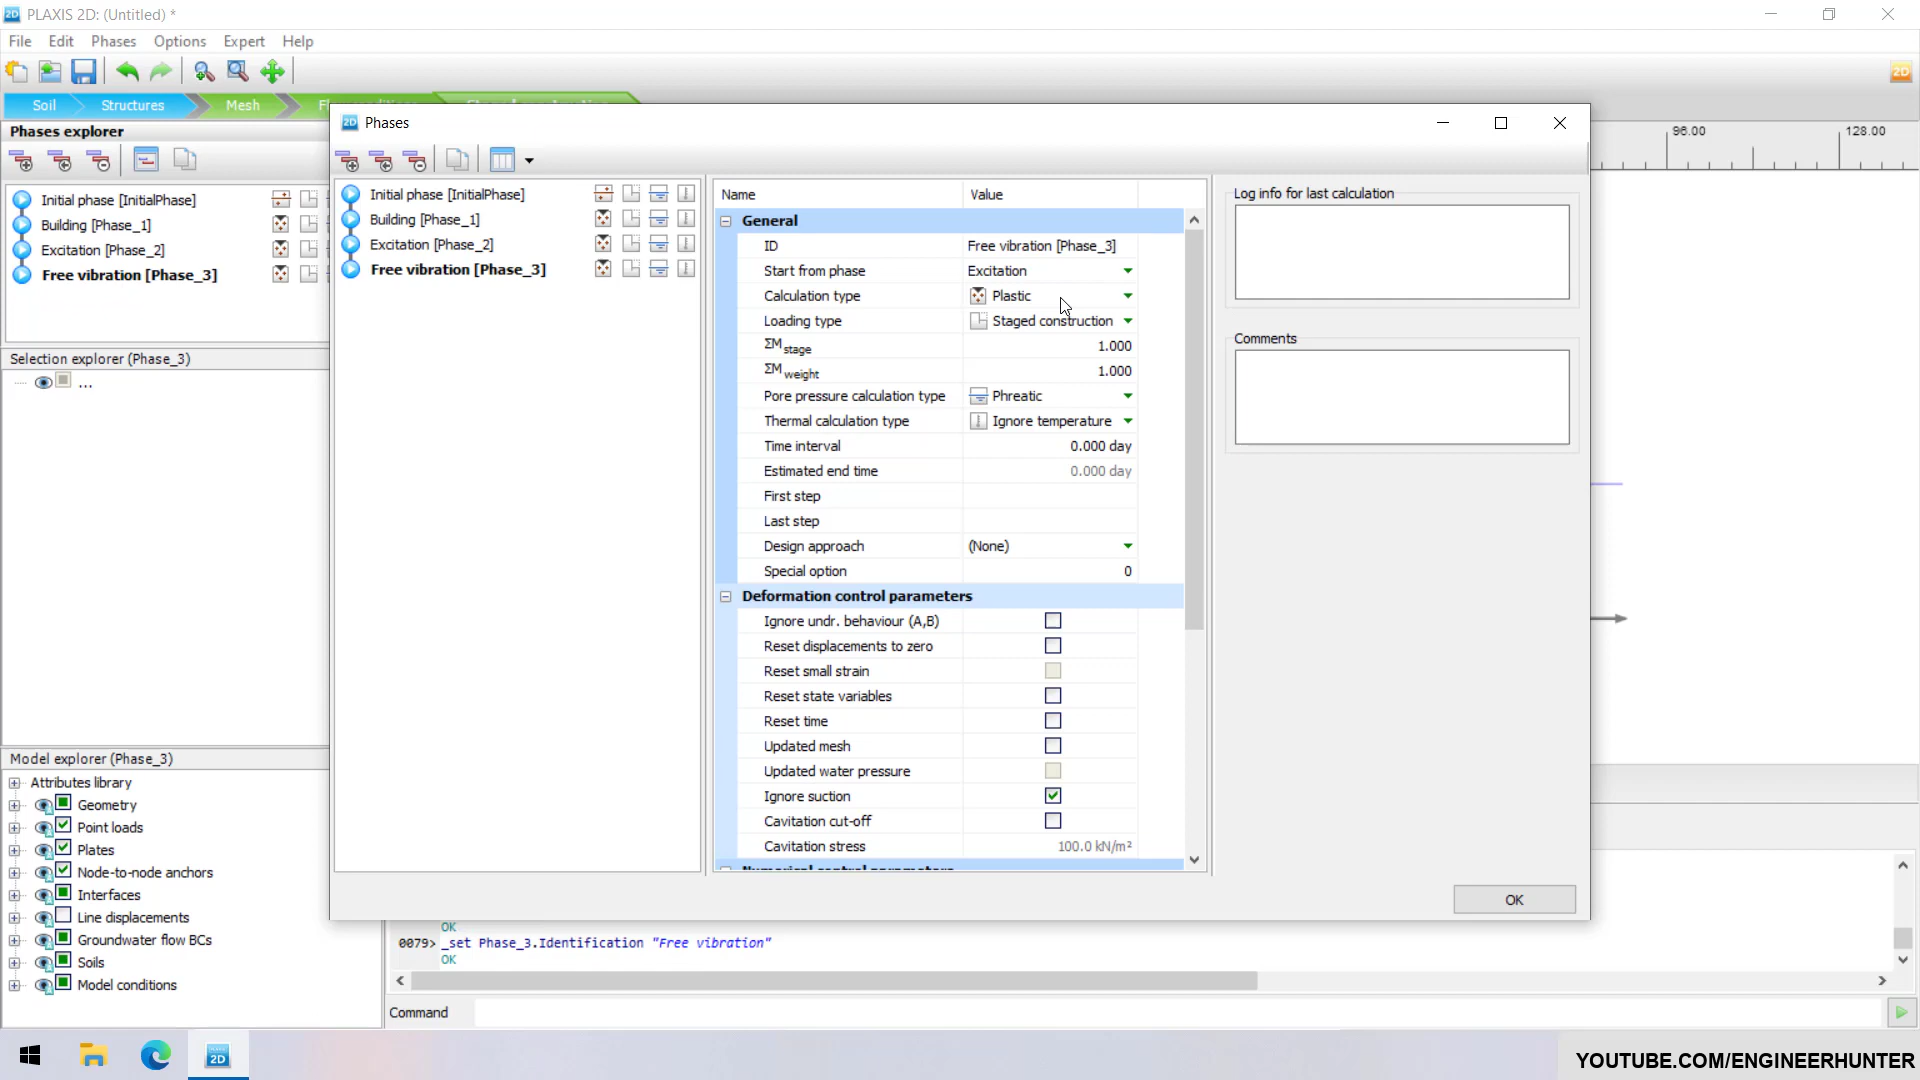 PLAXIS 2D: (Untitled) *
File Edit Phases Options Expert Help
Soil Structures Mesh
Phases explorer
Initial phase [InitialPhase]
Building [Phase_1]
Excitation [Phase_2]
Free vibration [Phase_3]
Selection explorer (Phase_3)
...
Model explorer (Phase_3)
Attributes library
Geometry
Point loads
Plates
Node-to-node anchors
Interfaces
Line displacements
Groundwater flow BCs
Soils
Model conditions
Phases
Initial phase [InitialPhase]
Building [Phase_1]
Excitation [Phase_2]
Free vibration [Phase_3]
Name Value
General
ID Free vibration [Phase_3]
Start from phase Excitation
Calculation type Plastic
Loading type Staged construction
ΣM stage 1.000
ΣM weight 1.000
Pore pressure calculation type Phreatic
Thermal calculation type Ignore temperature
Time interval 0.000 day
Estimated end time 0.000 day
First step
Last step
Design approach (None)
Special option 0
Deformation control parameters
Ignore undr. behaviour (A,B)
Reset displacements to zero
Reset small strain
Reset state variables
Reset time
Updated mesh
Updated water pressure
Ignore suction
Cavitation cut-off
Cavitation stress 100.0 kN/m²
Log info for last calculation
Comments
OK
96.00 128.00
OK
0079> _set Phase_3.Identification "Free vibration"
OK
Command
2D
YOUTUBE.COM/ENGINEERHUNTER